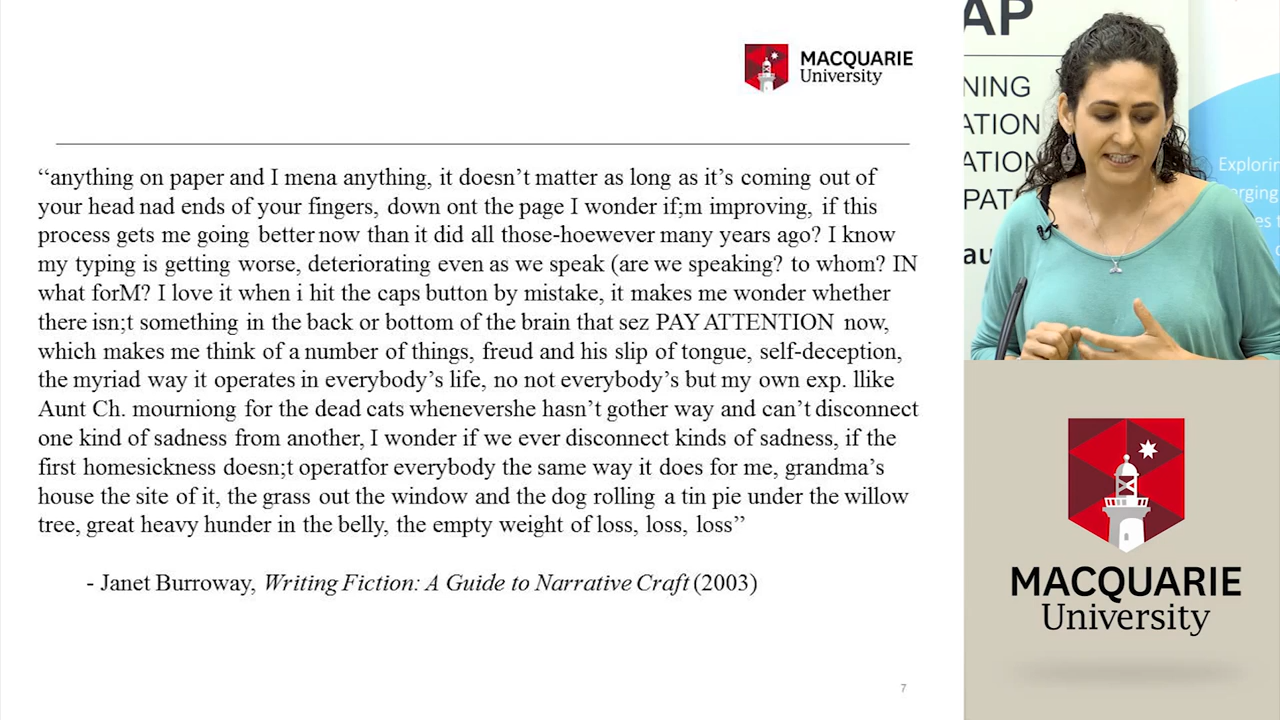 MACQUARIE
University
“anything on paper and I mena anything, it doesn’t matter as long as it’s coming out of
your head nad ends of your fingers, down ont the page I wonder if;m improving, if this
process gets me going better now than it did all those-hoewever many years ago? I know
my typing is getting worse, deteriorating even as we speak (are we speaking? to whom? IN
what forM? I love it when i hit the caps button by mistake, it makes me wonder whether
there isn;t something in the back or bottom of the brain that sez PAY ATTENTION now,
which makes me think of a number of things, freud and his slip of tongue, self-deception,
the myriad way it operates in everybody’s life, no not everybody’s but my own exp. llike
Aunt Ch. mourniong for the dead cats whenevershe hasn’t gother way and can’t disconnect
one kind of sadness from another, I wonder if we ever disconnect kinds of sadness, if the
first homesickness doesn;t operatfor everybody the same way it does for me, grandma’s
house the site of it, the grass out the window and the dog rolling a tin pie under the willow
tree, great heavy hunder in the belly, the empty weight of loss, loss, loss”
- Janet Burroway, Writing Fiction: A Guide to Narrative Craft (2003)
7
AP
NING
ATION
ATION
PAT
au
Explorin
erging
es i
MACQUARIE
University